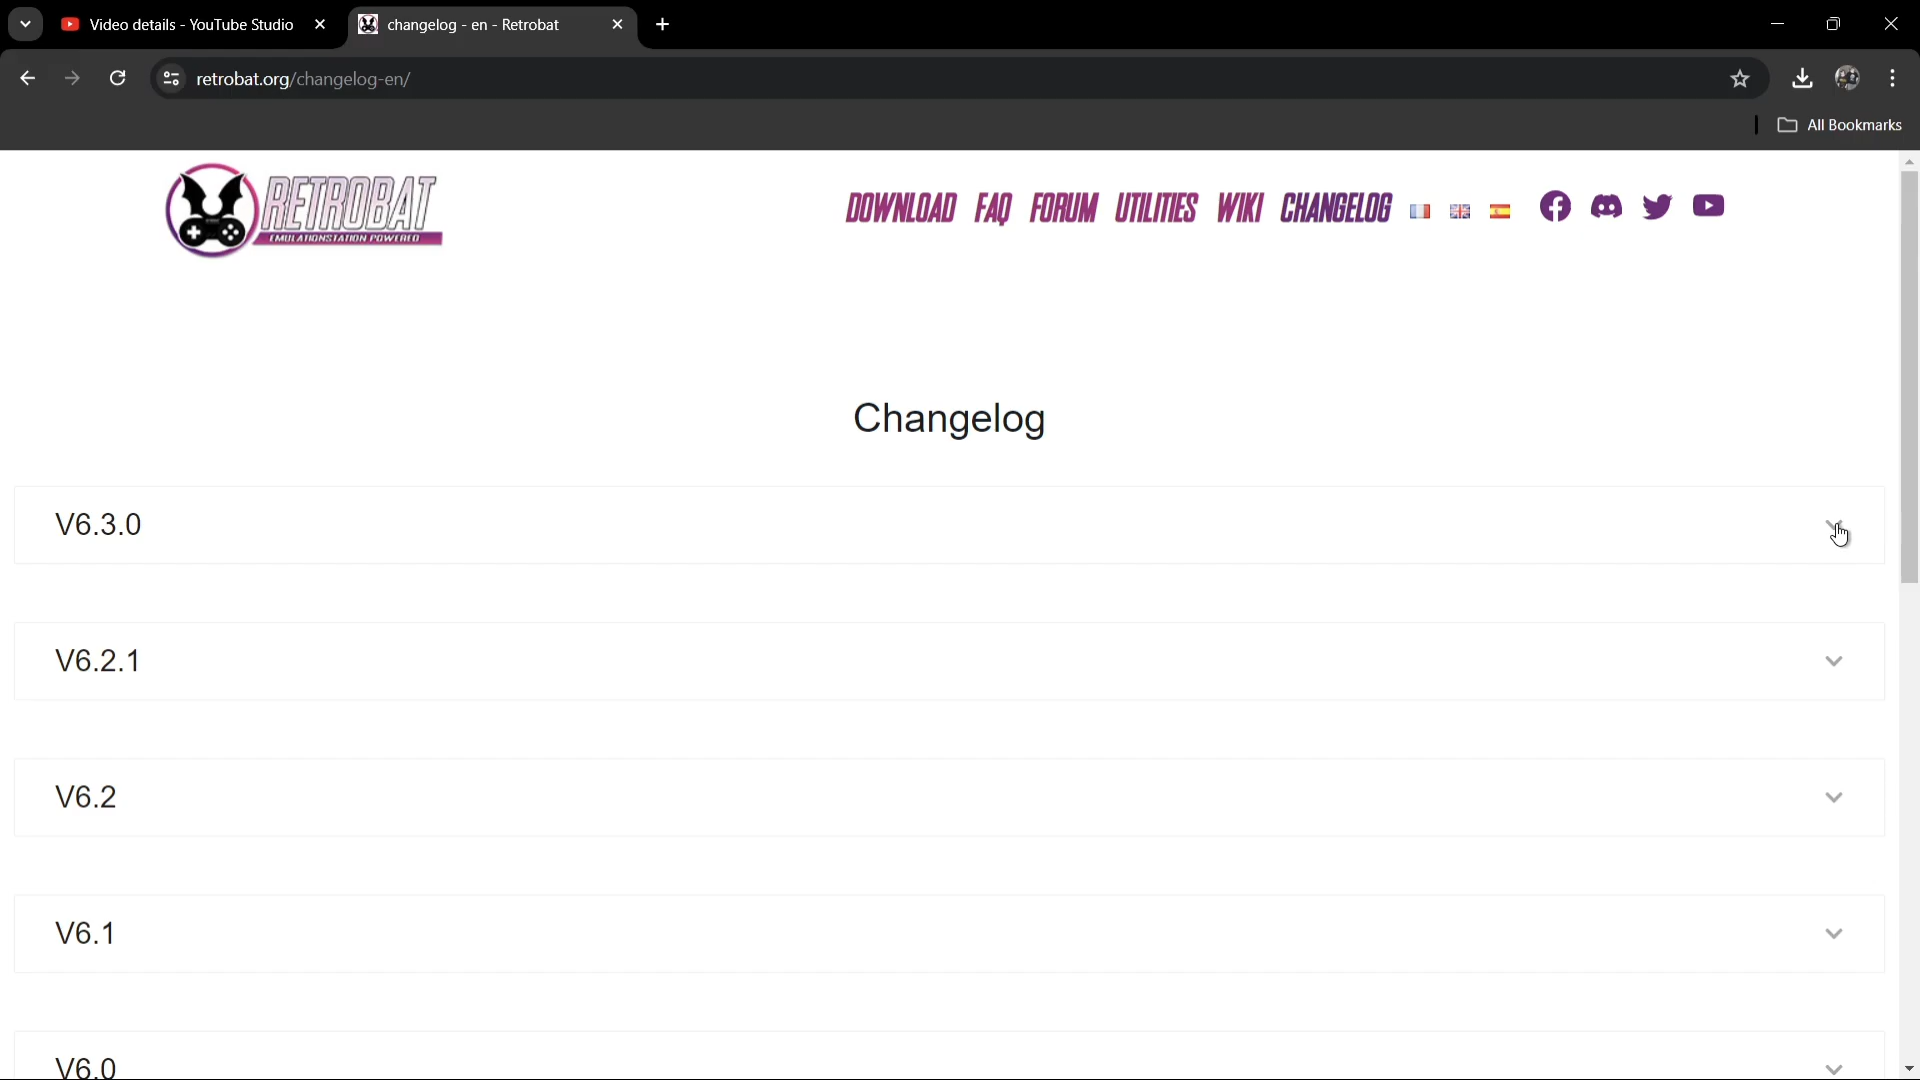 Video details - YouTube Studio
changelog - en - Retrobat
retrobat.org/changelog-en/
All Bookmarks
RETROBAT
EMULATIONSTATION POWERED
DOWNLOAD FAQ FORUM UTILITIES WIKI CHANGELOG
Changelog
V6.3.0
V6.2.1
V6.2
V6.1
V6.0